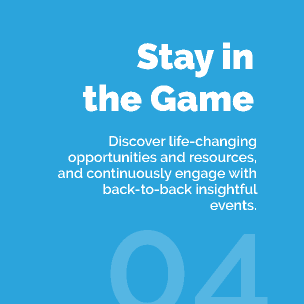 Stay in
the Game
Discover life-changing
opportunities and resources,
and continuously engage with
back-to-back insightful
events.
04